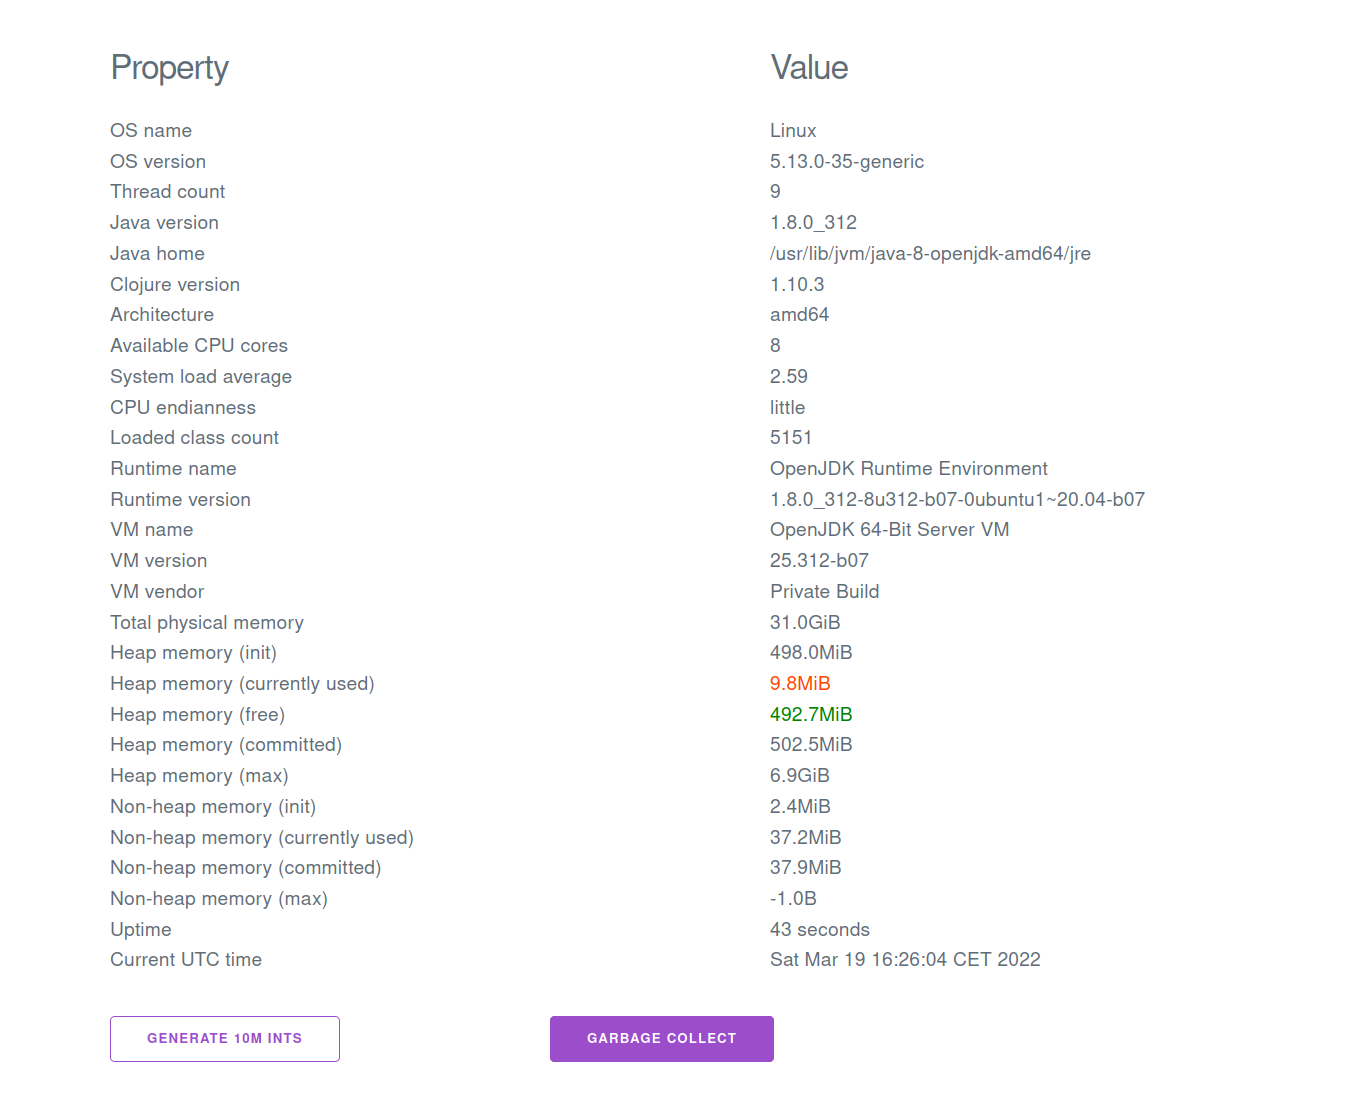 Property Value
OS name Linux
OS version 5.13.0-35-generic
Thread count 9
Java version 1.8.0_312
Java home /usr/lib/jvm/java-8-openjdk-amd64/jre
Clojure version 1.10.3
Architecture amd64
Available CPU cores 8
System load average 2.59
CPU endianness little
Loaded class count 5151
Runtime name OpenJDK Runtime Environment
Runtime version 1.8.0_312-8u312-b07-0ubuntu1~20.04-b07
VM name OpenJDK 64-Bit Server VM
VM version 25.312-b07
VM vendor Private Build
Total physical memory 31.0GiB
Heap memory (init) 498.0MiB
Heap memory (currently used) 9.8MiB
Heap memory (free) 492.7MiB
Heap memory (committed) 502.5MiB
Heap memory (max) 6.9GiB
Non-heap memory (init) 2.4MiB
Non-heap memory (currently used) 37.2MiB
Non-heap memory (committed) 37.9MiB
Non-heap memory (max) -1.0B
Uptime 43 seconds
Current UTC time Sat Mar 19 16:26:04 CET 2022
GENERATE 10M INTS GARBAGE COLLECT